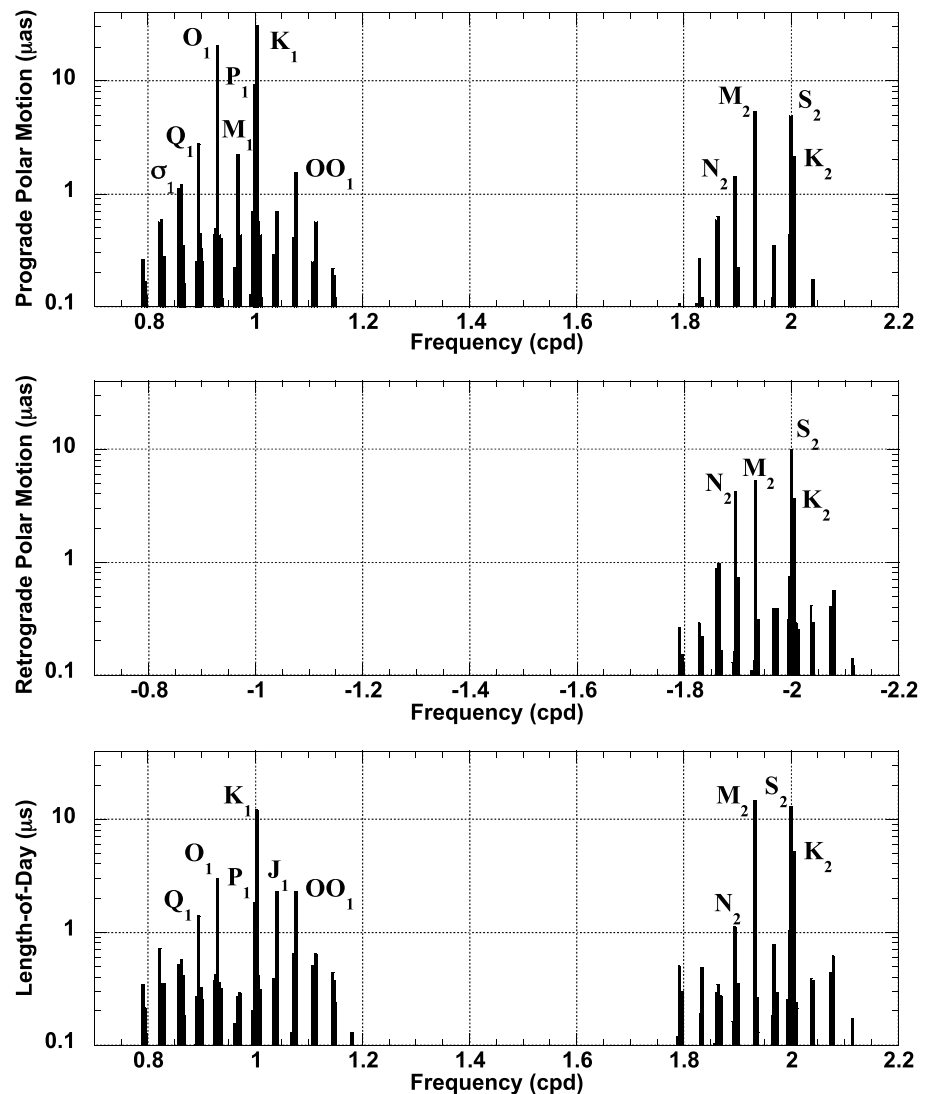 Prograde Polar Motion (μas)
10
1
0.1
O1
K1
P1
M1
Q1
σ1
OO1
M2
S2
N2
K2
0.8 1 1.2 1.4 1.6 1.8 2 2.2
Frequency (cpd)
Retrograde Polar Motion (μas)
10
1
0.1
S2
M2
N2
K2
-0.8 -1 -1.2 -1.4 -1.6 -1.8 -2 -2.2
Frequency (cpd)
Length-of-Day (μs)
10
1
0.1
K1
O1
P1
J1
OO1
Q1
M2
S2
K2
N2
0.8 1 1.2 1.4 1.6 1.8 2 2.2
Frequency (cpd)